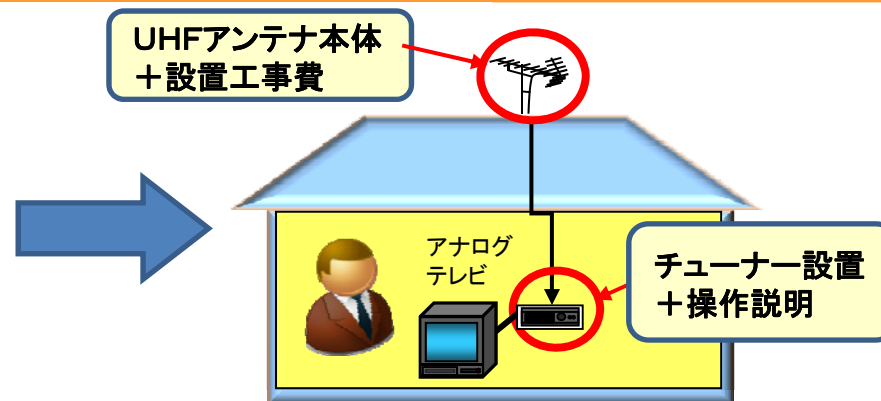 UHFアンテナ本体
＋設置工事費
アナログ
テレビ
チューナー設置
＋操作説明